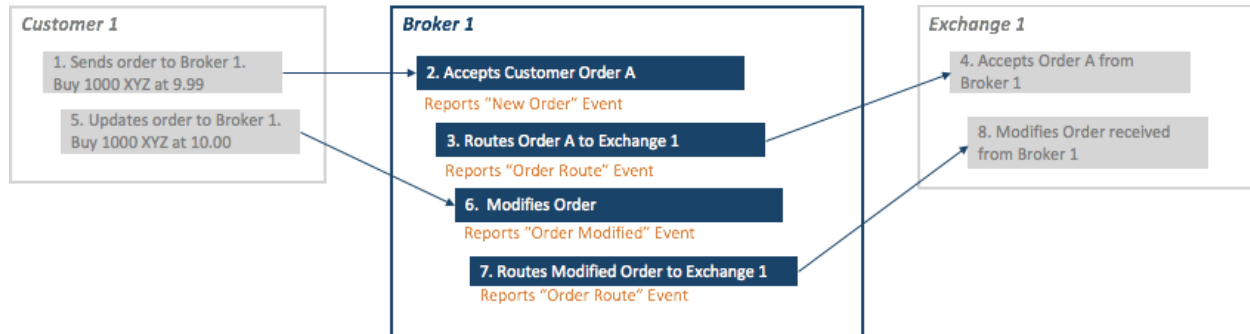 Customer 1
1. Sends order to Broker 1.
Buy 1000 XYZ at 9.99
5. Updates order to Broker 1.
Buy 1000 XYZ at 10.00
Broker 1
2. Accepts Customer Order A
Reports "New Order" Event
3. Routes Order A to Exchange 1
Reports "Order Route" Event
6. Modifies Order
Reports "Order Modified" Event
7. Routes Modified Order to Exchange 1
Reports "Order Route" Event
Exchange 1
4. Accepts Order A from
Broker 1
8. Modifies Order received
from Broker 1